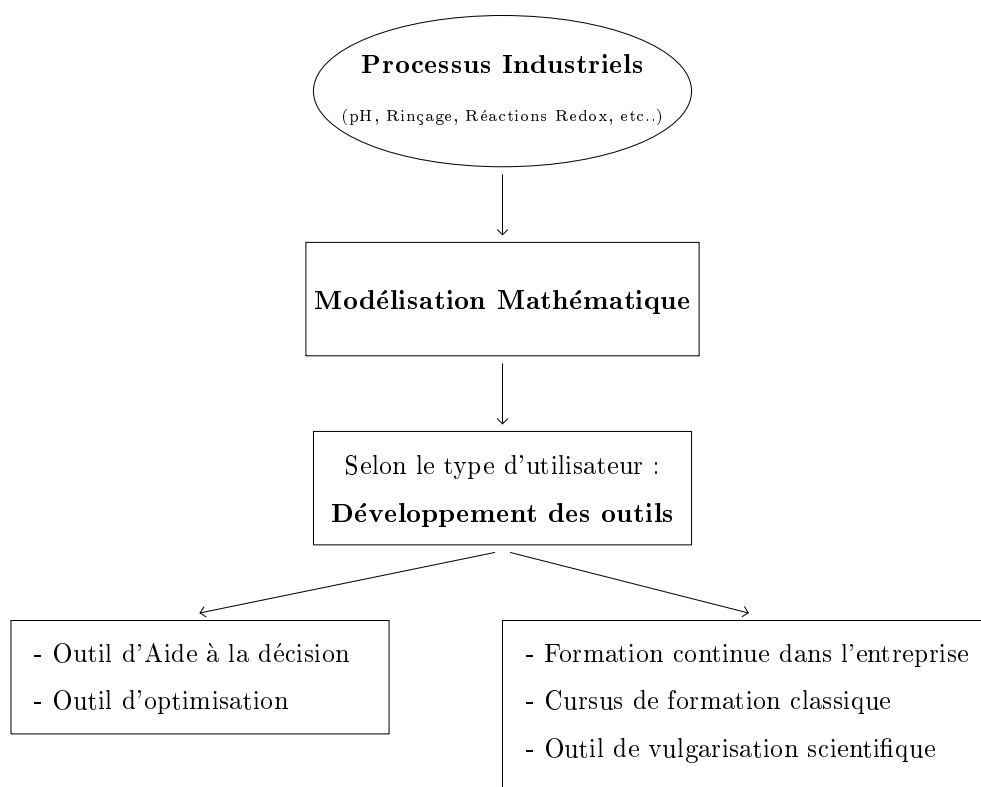 Processus Industriels
(pH, Rinçage, Réactions Redox, etc..)
Modélisation Mathématique
Selon le type d'utilisateur :
Développement des outils
- Outil d'Aide à la décision
- Outil d'optimisation
- Formation continue dans l'entreprise
- Cursus de formation classique
- Outil de vulgarisation scientifique